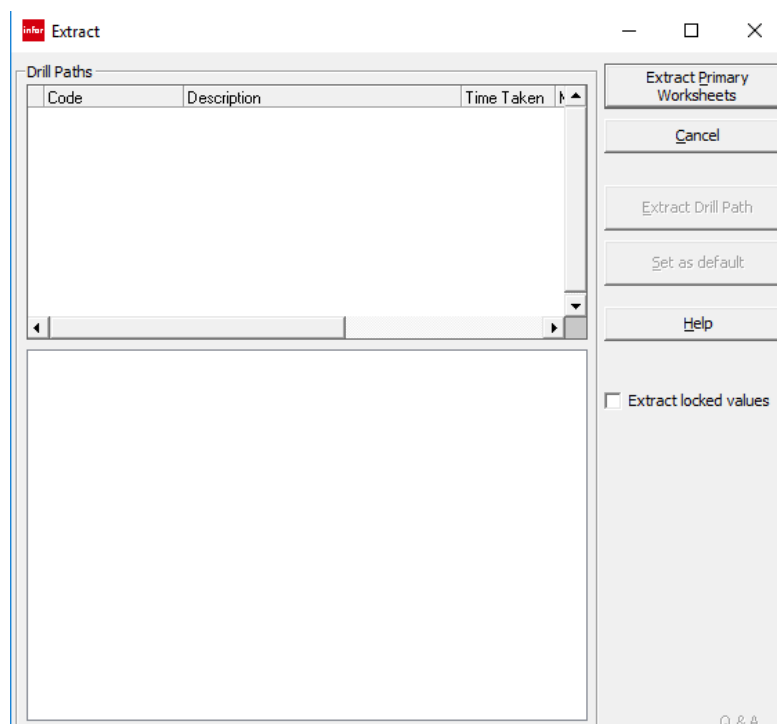 infor Extract
Drill Paths
Code Description Time Taken
Extract Primary
Worksheets
Cancel
Extract Drill Path
Set as default
Help
Extract locked values
Q & A